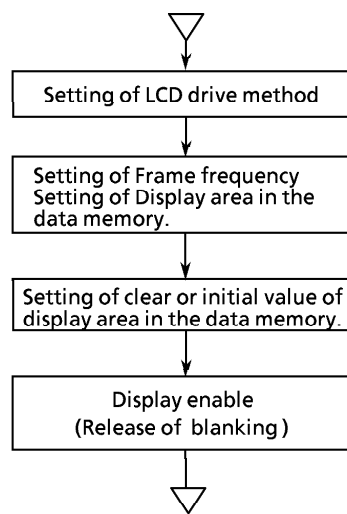 Setting of LCD drive method
Setting of Frame frequency
Setting of Display area in the
data memory.
Setting of clear or initial value of
display area in the data memory.
Display enable
(Release of blanking)